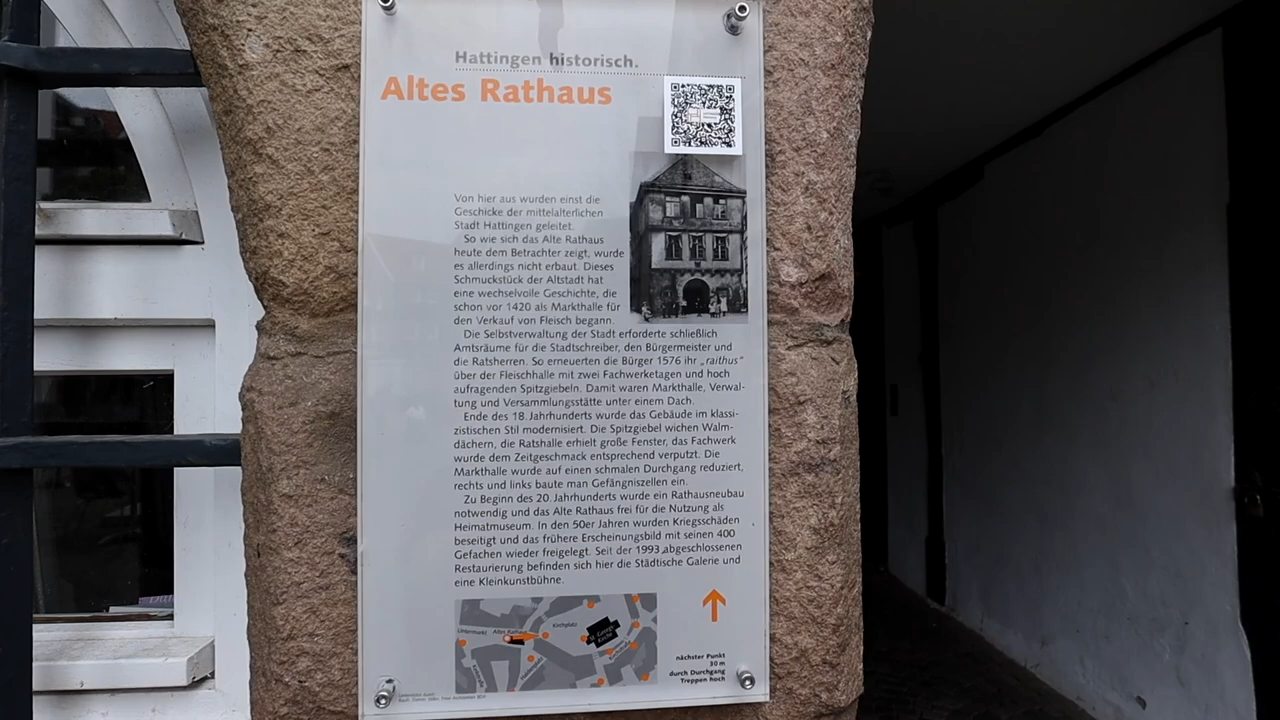 Hattingen historisch.
Altes Rathaus
Von hier aus wurden einst die
Geschicke der mittelalterlichen
Stadt Hattingen geleitet.
So wie sich das Alte Rathaus
heute dem Betrachter zeigt, wurde
es allerdings nicht erbaut. Dieses
Schmuckstück der Altstadt hat
eine wechselvolle Geschichte, die
schon vor 1420 als Markthalle für
den Verkauf von Fleisch begann.
Die Selbstverwaltung der Stadt erforderte schließlich
Amtsräume für die Stadtschreiber, den Bürgermeister und
die Ratsherren. So erneuerten die Bürger 1576 ihr „raithus“
über der Fleischhalle mit zwei Fachwerketagen und hoch
aufragenden Spitzgiebeln. Damit waren Markthalle, Verwal-
tung und Versammlungsstätte unter einem Dach.
Ende des 18. Jahrhunderts wurde das Gebäude im klassi-
zistischen Stil modernisiert. Die Spitzgiebel wichen Walm-
dächern, die Ratshalle erhielt große Fenster, das Fachwerk
wurde dem Zeitgeschmack entsprechend verputzt. Die
Markthalle wurde auf einen schmalen Durchgang reduziert,
rechts und links baute man Gefängniszellen ein.
Zu Beginn des 20. Jahrhunderts wurde ein Rathausneubau
notwendig und das Alte Rathaus frei für die Nutzung als
Heimatmuseum. In den 50er Jahren wurden Kriegsschäden
beseitigt und das frühere Erscheinungsbild mit seinen 400
Gefachen wieder freigelegt. Seit der 1993 abgeschlossenen
Restaurierung befinden sich hier die Städtische Galerie und
eine Kleinkunstbühne.
Untermarkt
Altes Rathaus
Kirchplatz
St. Georgs
Kirche
nächster Punkt
30 m
durch Durchgang
Treppen hoch